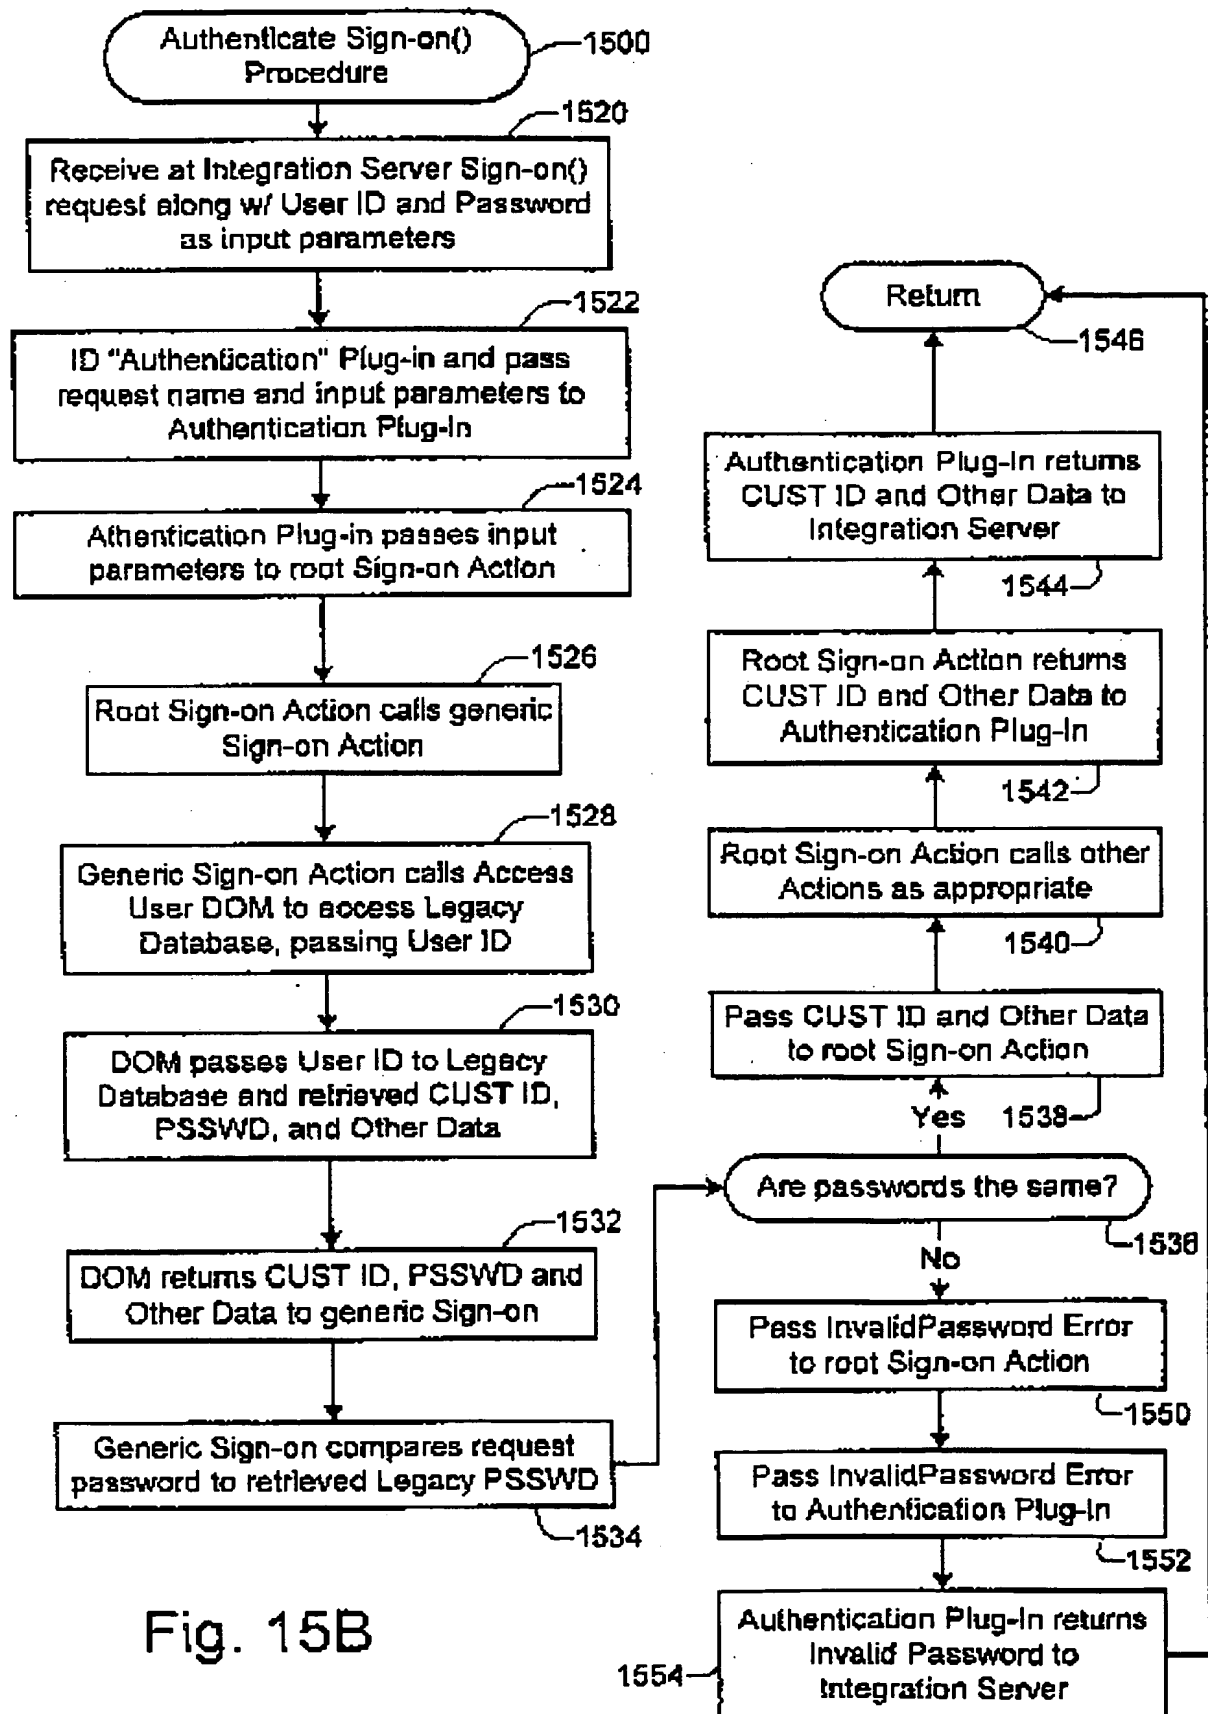 Authenticate Sign-on()
Procedure
1500
1520
Receive at Integration Server Sign-on()
request along w/ User ID and Password
as input parameters
1522
ID "Authentication" Plug-in and pass
request name and input parameters to
Authentication Plug-In
1524
Athentication Plug-in passes input
parameters to root Sign-on Action
1526
Root Sign-on Action calls generic
Sign-on Action
1528
Generic Sign-on Action calls Access
User DOM to access Legacy
Database, passing User ID
1530
DOM passes User ID to Legacy
Database and retrieved CUST ID,
PSSWD, and Other Data
1532
DOM returns CUST ID, PSSWD and
Other Data to generic Sign-on
Generic Sign-on compares request
password to retrieved Legacy PSSWD
1534
Return
1546
Authentication Plug-In returns
CUST ID and Other Data to
Integration Server
1544
Root Sign-on Action returns
CUST ID and Other Data to
Authentication Plug-In
1542
Root Sign-on Action calls other
Actions as appropriate
1540
Pass CUST ID and Other Data
to root Sign-on Action
Yes
1538
Are passwords the same?
1536
No
Pass InvalidPassword Error
to root Sign-on Action
1550
Pass InvalidPassword Error
to Authentication Plug-In
1552
Authentication Plug-In returns
Invalid Password to
Integration Server
1554
Fig. 15B